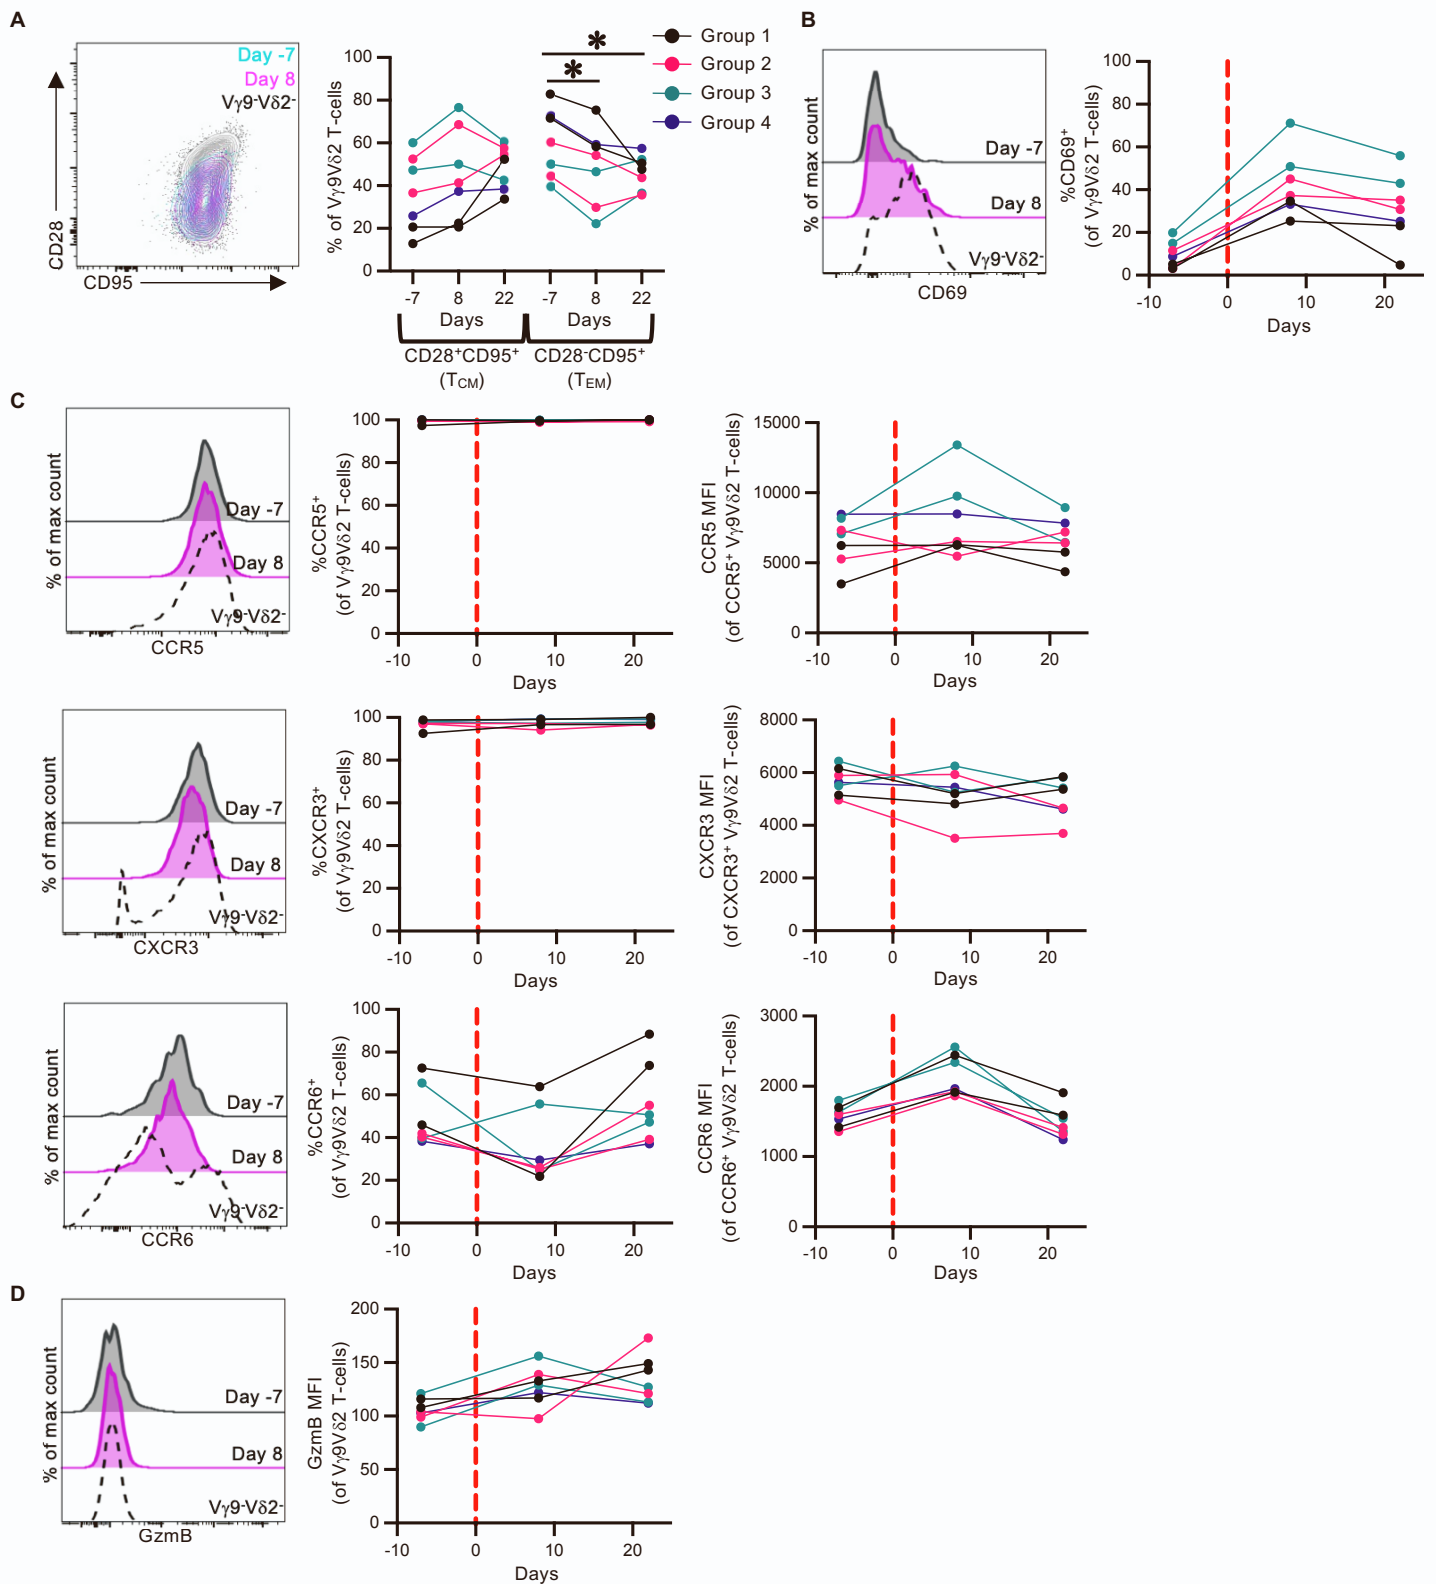 A
Day -7
Day 8
Vγ9⁻Vδ2⁻
CD28
CD95
% of Vγ9Vδ2 T-cells
100
80
60
40
20
0
-7 8 22 -7 8 22
Days Days
CD28⁺CD95⁺ CD28⁻CD95⁺
(TCM) (TEM)
*
*
Group 1
Group 2
Group 3
Group 4
B
% of max count
Day -7
Day 8
Vγ9⁻Vδ2⁻
CD69
%CD69⁺
(of Vγ9Vδ2 T-cells)
100
80
60
40
20
0
-10 0 10 20
Days
C
% of max count
Day -7
Day 8
Vγ9⁻Vδ2⁻
CCR5
%CCR5⁺
(of Vγ9Vδ2 T-cells)
100
80
60
40
20
0
-10 0 10 20
Days
CCR5 MFI
(of CCR5⁺ Vγ9Vδ2 T-cells)
15000
10000
5000
0
-10 0 10 20
Days
% of max count
Day -7
Day 8
Vγ9⁻Vδ2⁻
CXCR3
%CXCR3⁺
(of Vγ9Vδ2 T-cells)
100
80
60
40
20
0
-10 0 10 20
Days
CXCR3 MFI
(of CXCR3⁺ Vγ9Vδ2 T-cells)
8000
6000
4000
2000
0
-10 0 10 20
Days
% of max count
Day -7
Day 8
Vγ9⁻Vδ2⁻
CCR6
%CCR6⁺
(of Vγ9Vδ2 T-cells)
100
80
60
40
20
0
-10 0 10 20
Days
CCR6 MFI
(of CCR6⁺ Vγ9Vδ2 T-cells)
3000
2000
1000
0
-10 0 10 20
Days
D
% of max count
Day -7
Day 8
Vγ9⁻Vδ2⁻
GzmB
GzmB MFI
(of Vγ9Vδ2 T-cells)
200
150
100
50
0
-10 0 10 20
Days